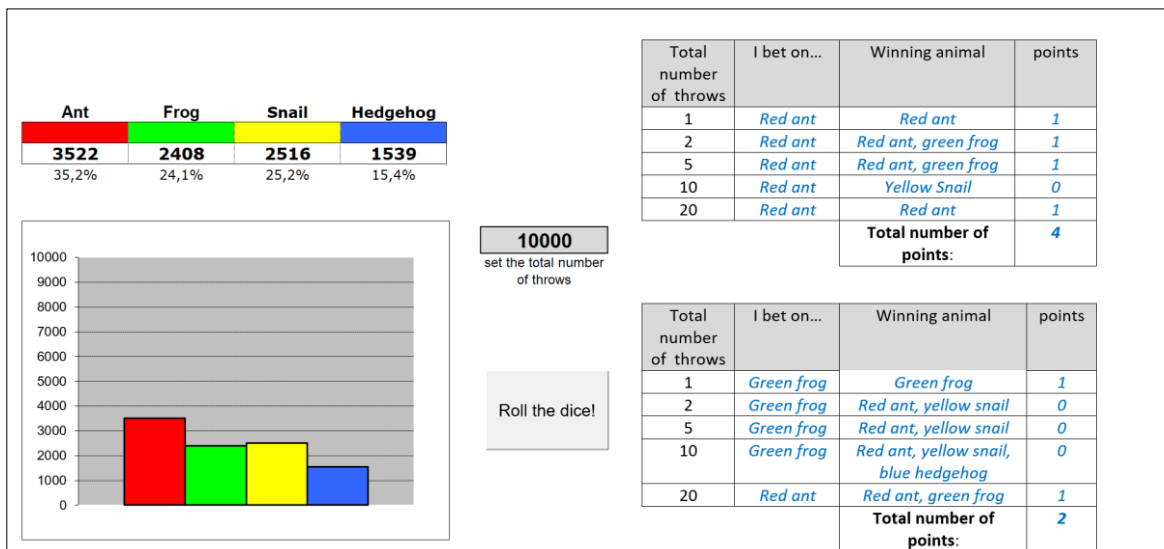 Ant Frog Snail Hedgehog
3522 2408 2516 1539
35,2% 24,1% 25,2% 15,4%
10000
9000
8000
7000
6000
5000
4000
3000
2000
1000
0
10000
set the total number
of throws
Roll the dice!
Total I bet on... Winning animal points
number
of throws
1 Red ant Red ant 1
2 Red ant Red ant, green frog 1
5 Red ant Red ant, green frog 1
10 Red ant Yellow Snail 0
20 Red ant Red ant 1
Total number of 4
points:
Total I bet on... Winning animal points
number
of throws
1 Green frog Green frog 1
2 Green frog Red ant, yellow snail 0
5 Green frog Red ant, yellow snail 0
10 Green frog Red ant, yellow snail, 0
blue hedgehog
20 Red ant Red ant, green frog 1
Total number of 2
points: